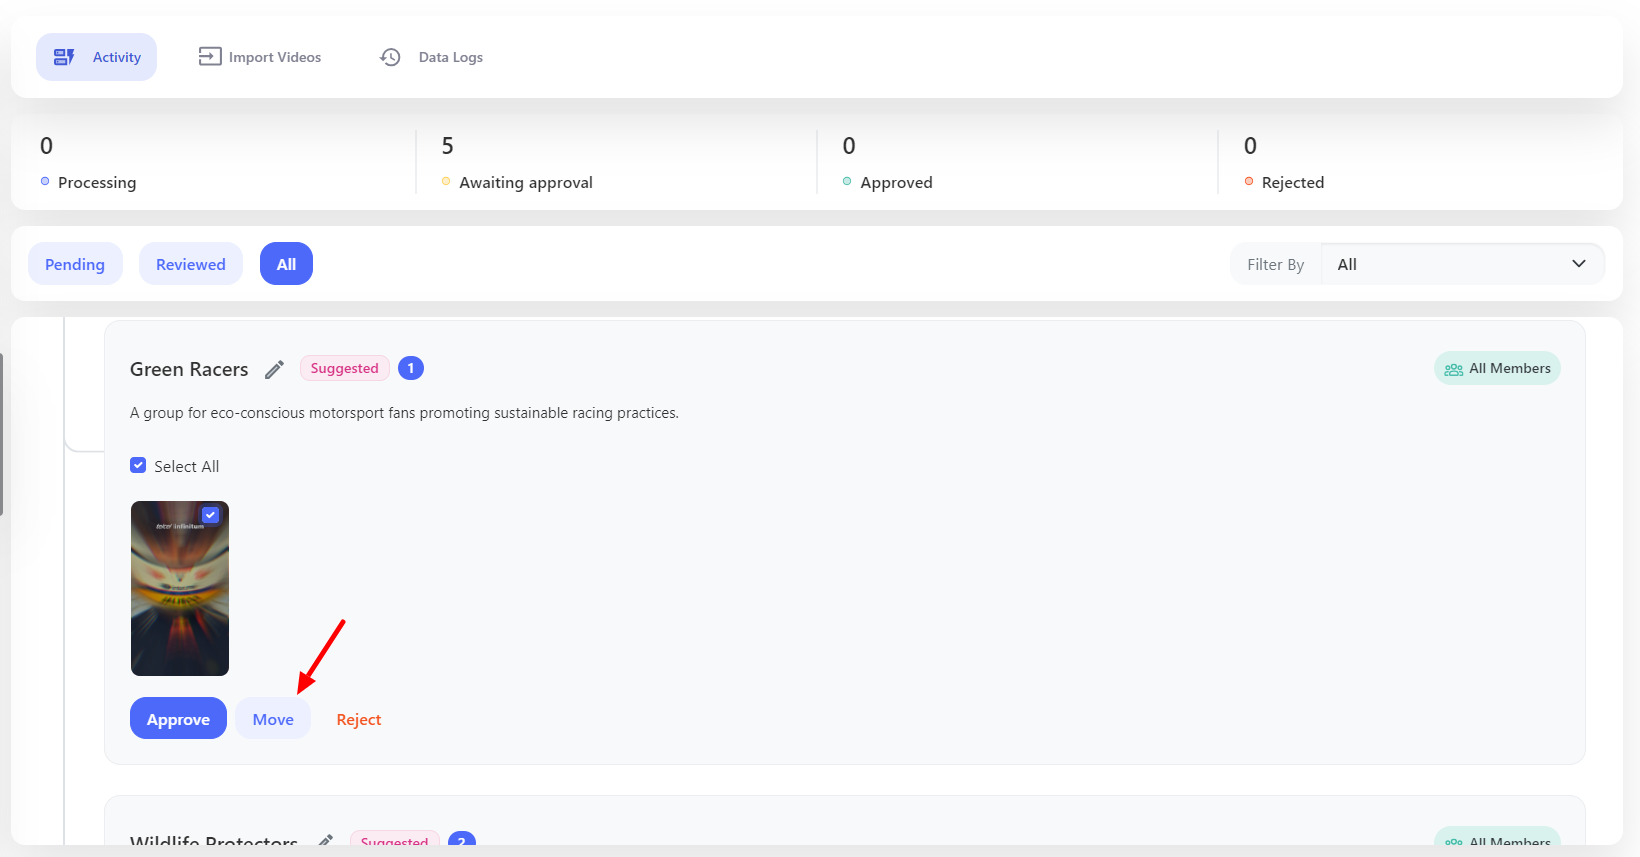 Activity
Import Videos
Data Logs
0
Processing
5
Awaiting approval
0
Approved
0
Rejected
Pending
Reviewed
All
Filter By
All
Green Racers
Suggested
1
All Members
A group for eco-conscious motorsport fans promoting sustainable racing practices.
Select All
telcel infinitum
Approve
Move
Reject
Wildlife Protectors
Suggested
2
All Members